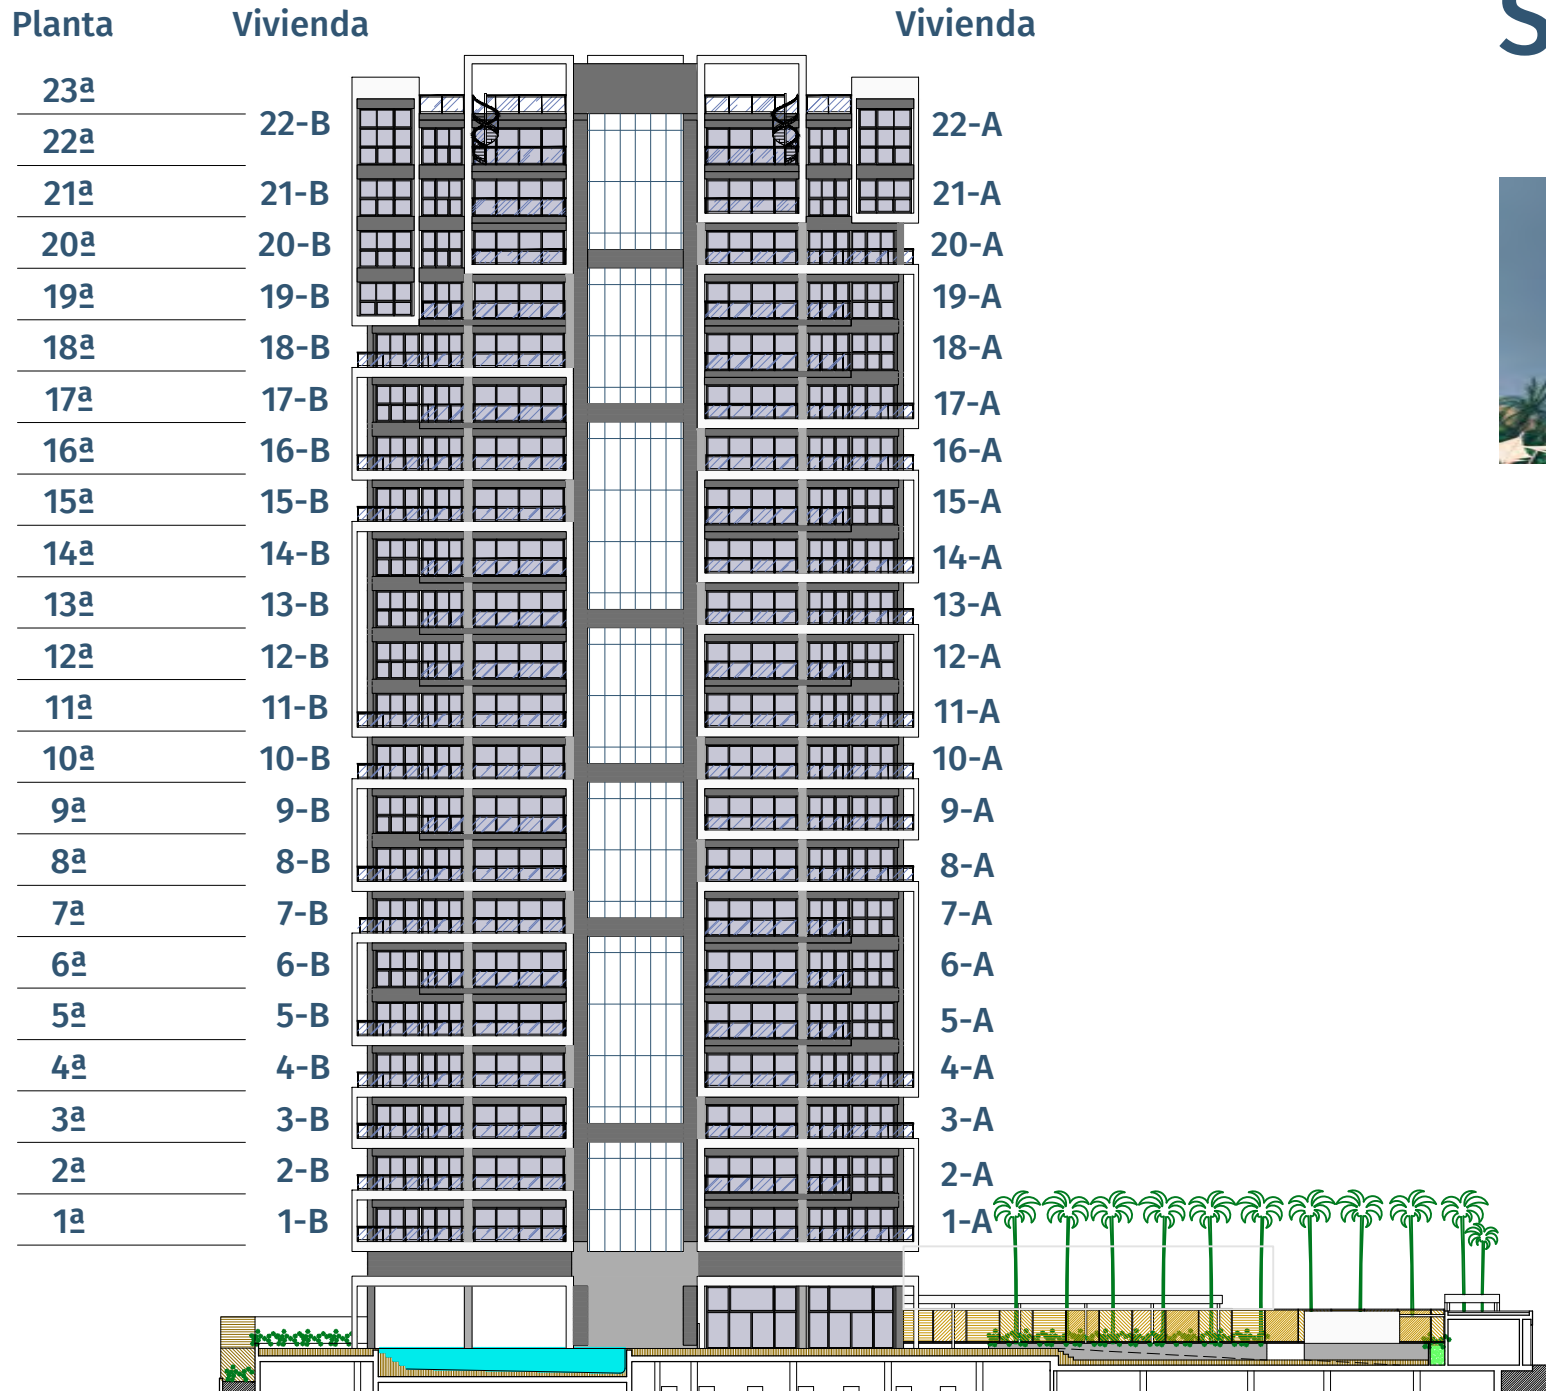 Planta Vivienda Vivienda
S
23ª
22-B 22-A
22ª
21ª 21-B 21-A
20ª 20-B 20-A
19ª 19-B 19-A
18ª 18-B 18-A
17ª 17-B 17-A
16ª 16-B 16-A
15ª 15-B 15-A
14ª 14-B 14-A
13ª 13-B 13-A
12ª 12-B 12-A
11ª 11-B 11-A
10ª 10-B 10-A
9ª 9-B 9-A
8ª 8-B 8-A
7ª 7-B 7-A
6ª 6-B 6-A
5ª 5-B 5-A
4ª 4-B 4-A
3ª 3-B 3-A
2ª 2-B 2-A
1ª 1-B 1-A